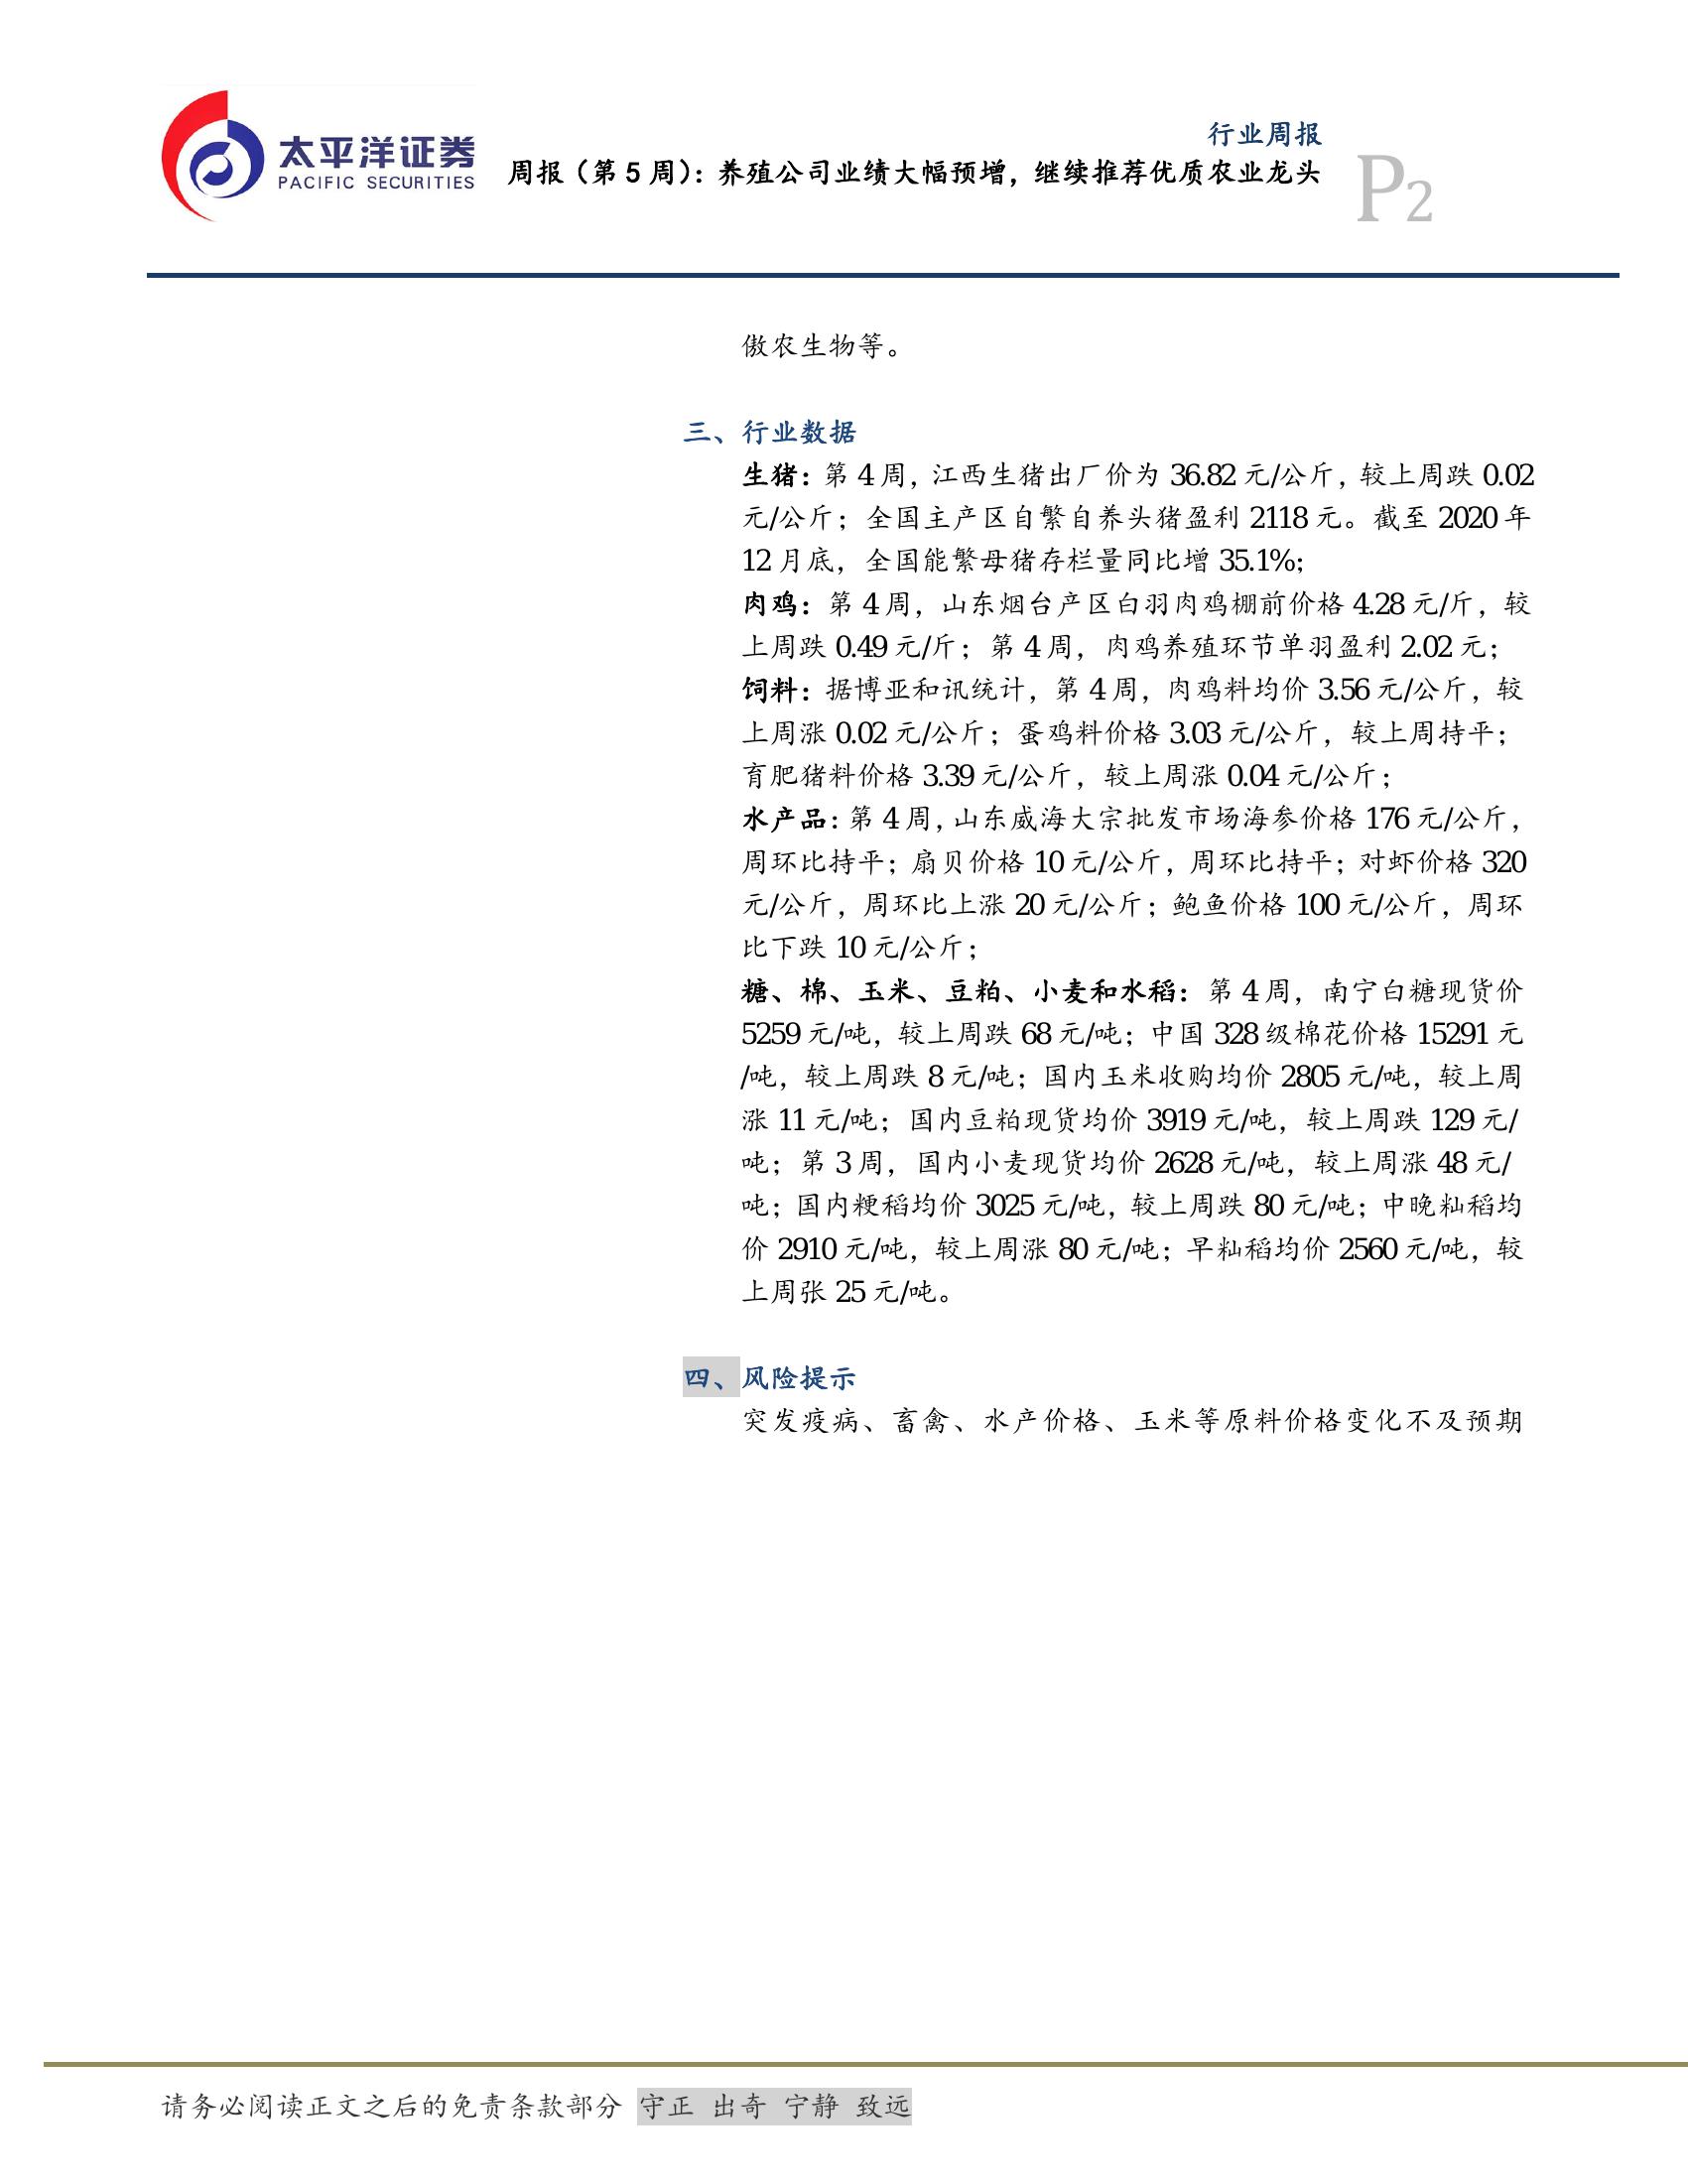 太平洋证券
PACIFIC SECURITIES
行业周报
周报（第 5 周）：养殖公司业绩大幅预增，继续推荐优质农业龙头
P2
傲农生物等。
三、行业数据
生猪：第 4 周，江西生猪出厂价为 36.82 元/公斤，较上周跌 0.02
元/公斤；全国主产区自繁自养头猪盈利 2118 元。截至 2020 年
12 月底，全国能繁母猪存栏量同比增 35.1%；
肉鸡：第 4 周，山东烟台产区白羽肉鸡棚前价格 4.28 元/斤，较
上周跌 0.49 元/斤；第 4 周，肉鸡养殖环节单羽盈利 2.02 元；
饲料：据博亚和讯统计，第 4 周，肉鸡料均价 3.56 元/公斤，较
上周涨 0.02 元/公斤；蛋鸡料价格 3.03 元/公斤，较上周持平；
育肥猪料价格 3.39 元/公斤，较上周涨 0.04 元/公斤；
水产品：第 4 周，山东威海大宗批发市场海参价格 176 元/公斤，
周环比持平；扇贝价格 10 元/公斤，周环比持平；对虾价格 320
元/公斤，周环比上涨 20 元/公斤；鲍鱼价格 100 元/公斤，周环
比下跌 10 元/公斤；
糖、棉、玉米、豆粕、小麦和水稻：第 4 周，南宁白糖现货价
5259 元/吨，较上周跌 68 元/吨；中国 328 级棉花价格 15291 元
/吨，较上周跌 8 元/吨；国内玉米收购均价 2805 元/吨，较上周
涨 11 元/吨；国内豆粕现货均价 3919 元/吨，较上周跌 129 元/
吨；第 3 周，国内小麦现货均价 2628 元/吨，较上周涨 48 元/
吨；国内粳稻均价 3025 元/吨，较上周跌 80 元/吨；中晚籼稻均
价 2910 元/吨，较上周涨 80 元/吨；早籼稻均价 2560 元/吨，较
上周张 25 元/吨。
四、风险提示
突发疫病、畜禽、水产价格、玉米等原料价格变化不及预期
请务必阅读正文之后的免责条款部分 守正 出奇 宁静 致远